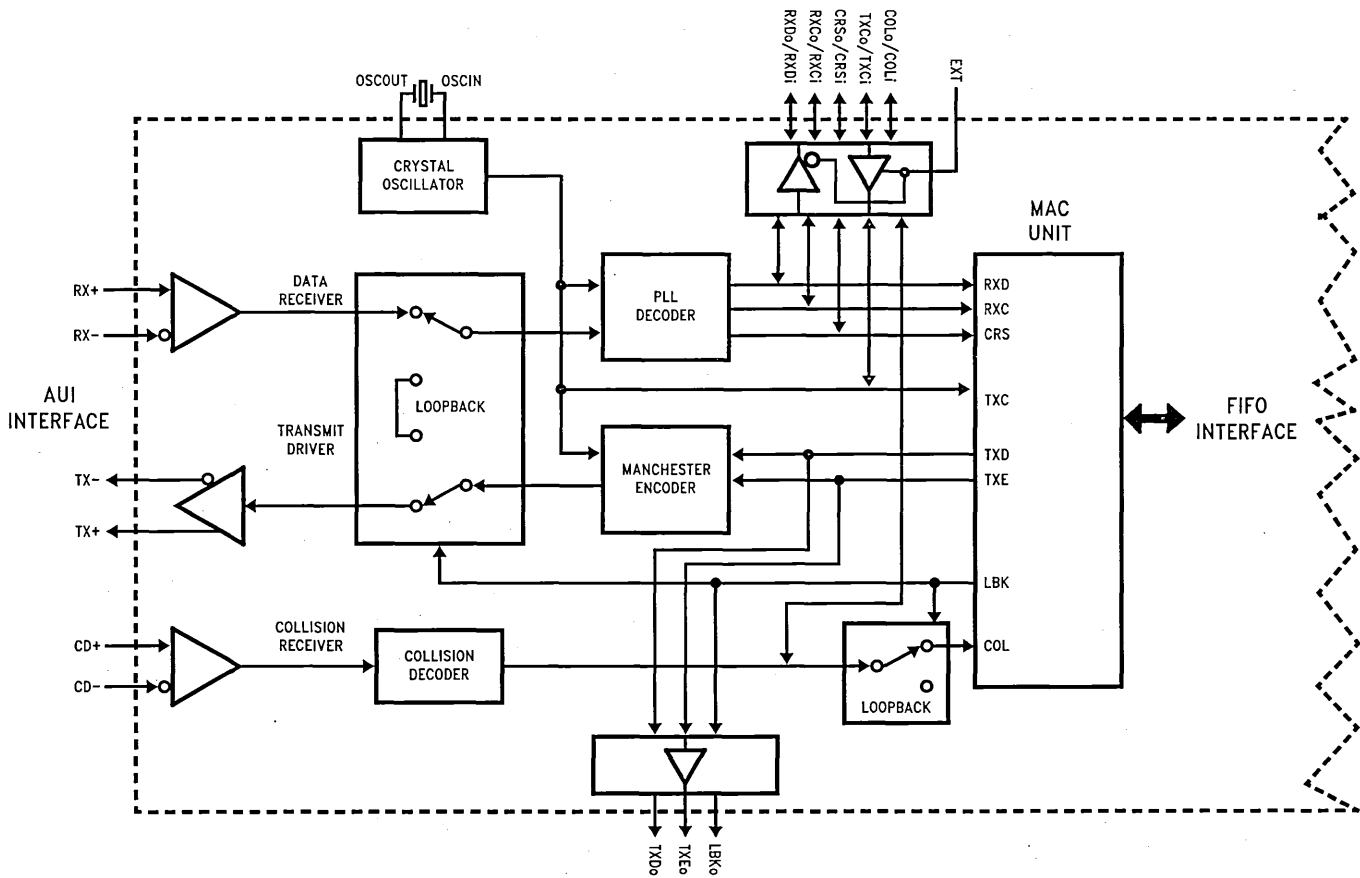 RXDo/RXDi
RXCo/RXCi
CRSo/CRSi
TXCo/TXCi
COLo/COLi
EXT
OSCOUT
OSCIN
CRYSTAL
OSCILLATOR
MAC
UNIT
RX+
RX-
DATA
RECEIVER
PLL
DECODER
RXD
RXC
CRS
AUI
INTERFACE
LOOPBACK
TXC
FIFO
INTERFACE
TRANSMIT
DRIVER
MANCHESTER
ENCODER
TXD
TXE
TX-
TX+
LBK
CD+
CD-
COLLISION
RECEIVER
COLLISION
DECODER
COL
LOOPBACK
TXDo
TXEo
LBKo